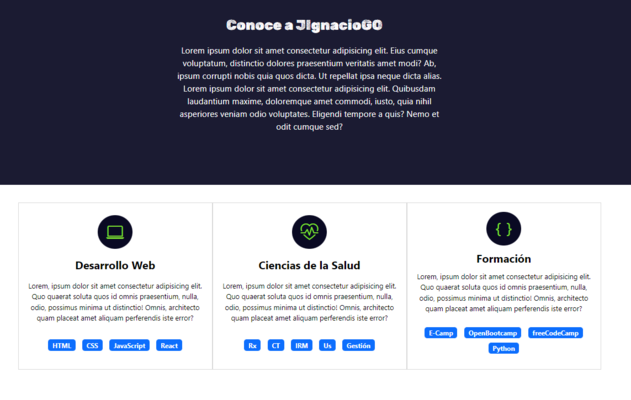 Conoce a JIgnacioGO
Lorem ipsum dolor sit amet consectetur adipisicing elit. Eius cumque
voluptatum, distinctio dolores praesentium veritatis amet modi? Ab,
ipsum corrupti nobis quia quos dicta. Ut repellat ipsa neque dicta alias.
Lorem ipsum dolor sit amet consectetur adipisicing elit. Quibusdam
laudantium maxime, doloremque amet commodi, iusto, quia nihil
asperiores veniam odio voluptates. Eligendi tempore a quis? Nemo et
odit cumque sed?
Desarrollo Web
Lorem, ipsum dolor sit amet consectetur adipisicing elit.
Quo quaerat soluta quos id omnis praesentium, nulla,
odio, possimus minima ut distinctio! Omnis, architecto
quam placeat amet aliquam perferendis iste error?
HTML CSS JavaScript React
Ciencias de la Salud
Lorem, ipsum dolor sit amet consectetur adipisicing elit.
Quo quaerat soluta quos id omnis praesentium, nulla,
odio, possimus minima ut distinctio! Omnis, architecto
quam placeat amet aliquam perferendis iste error?
Rx CT IRM Us Gestión
{ }
Formación
Lorem, ipsum dolor sit amet consectetur adipisicing elit.
Quo quaerat soluta quos id omnis praesentium, nulla,
odio, possimus minima ut distinctio! Omnis, architecto
quam placeat amet aliquam perferendis iste error?
E-Camp OpenBootcamp freeCodeCamp
Python